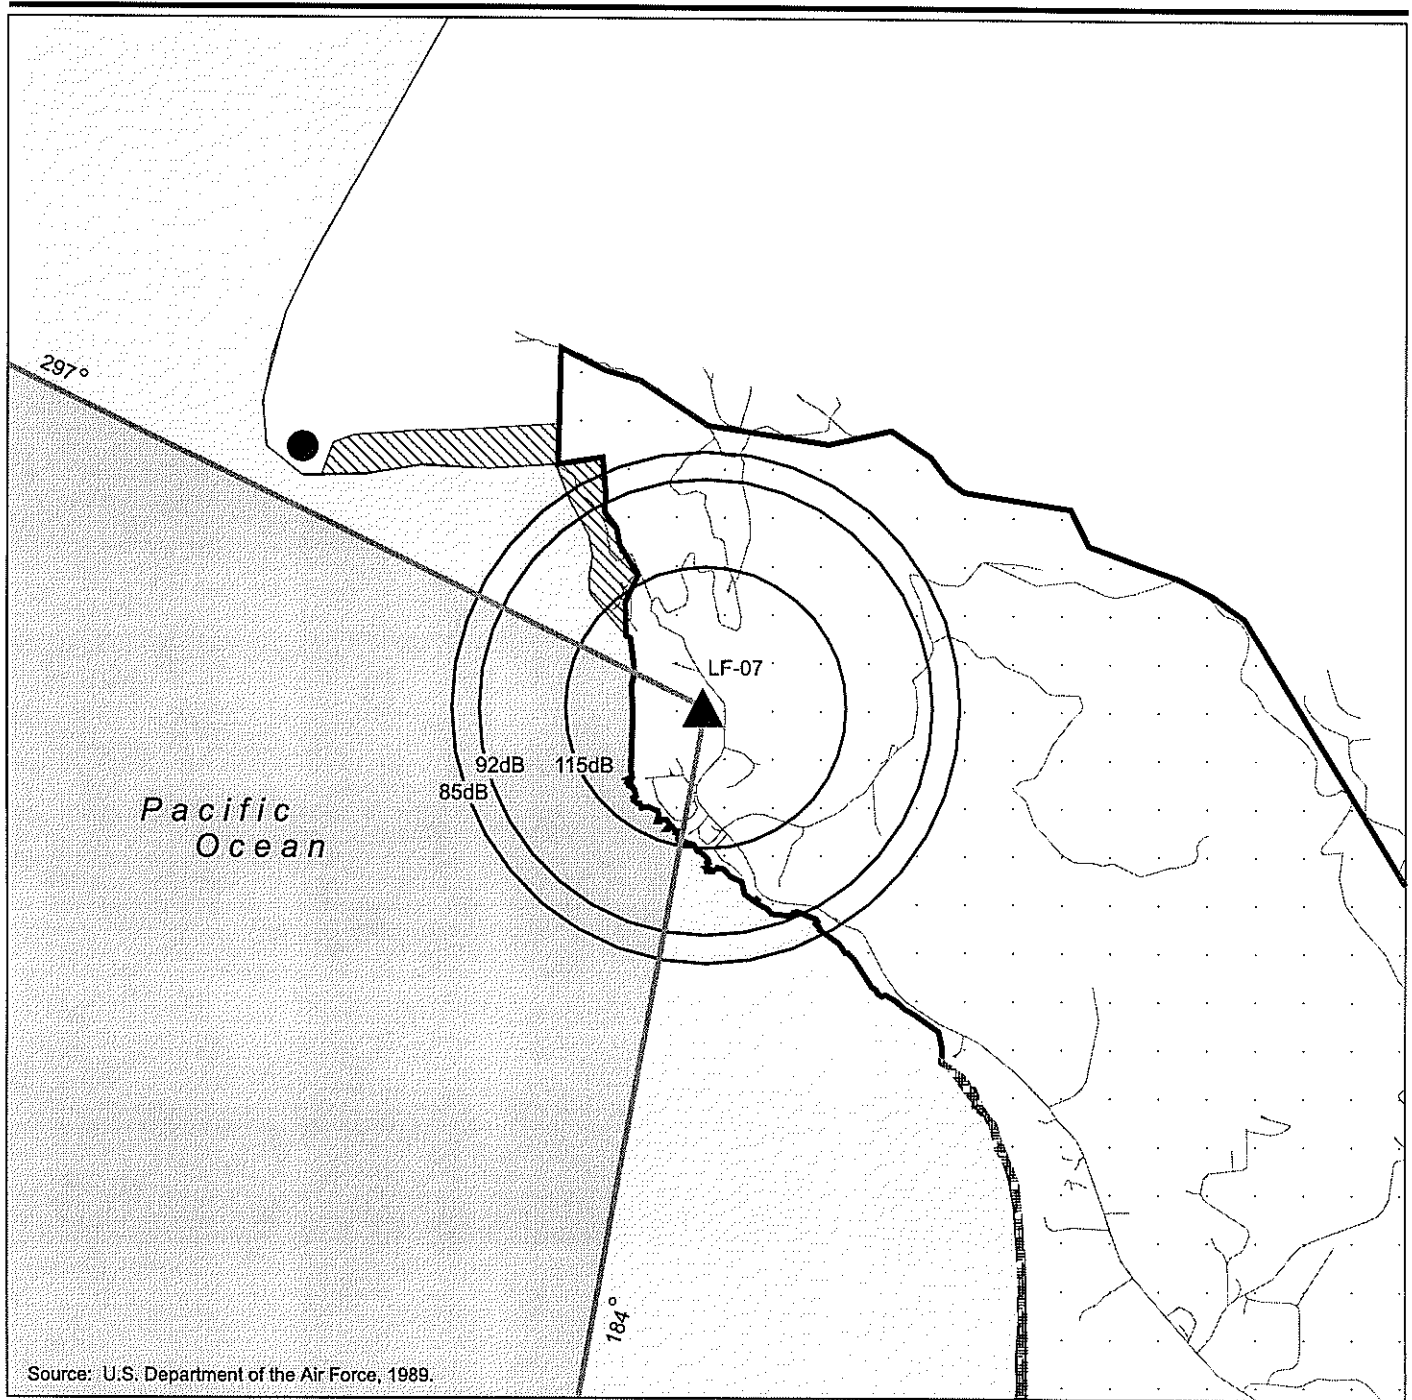 297°
LF-07
92dB
115dB
85dB
Pacific
Ocean
184°
Source: U.S. Department of the Air Force, 1989.